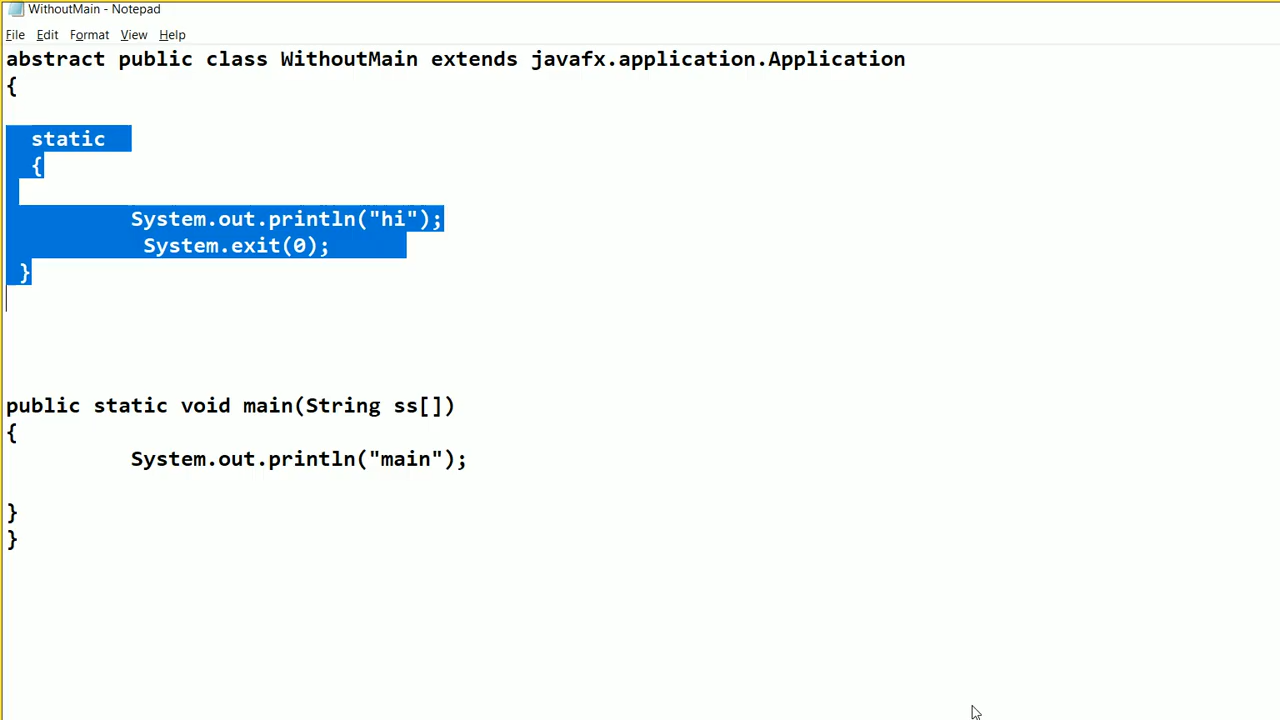 WithoutMain - Notepad
File Edit Format View Help
abstract public class WithoutMain extends javafx.application.Application
{
static
{
System.out.println("hi");
System.exit(0);
}
public static void main(String ss[])
{
System.out.println("main");
}
}